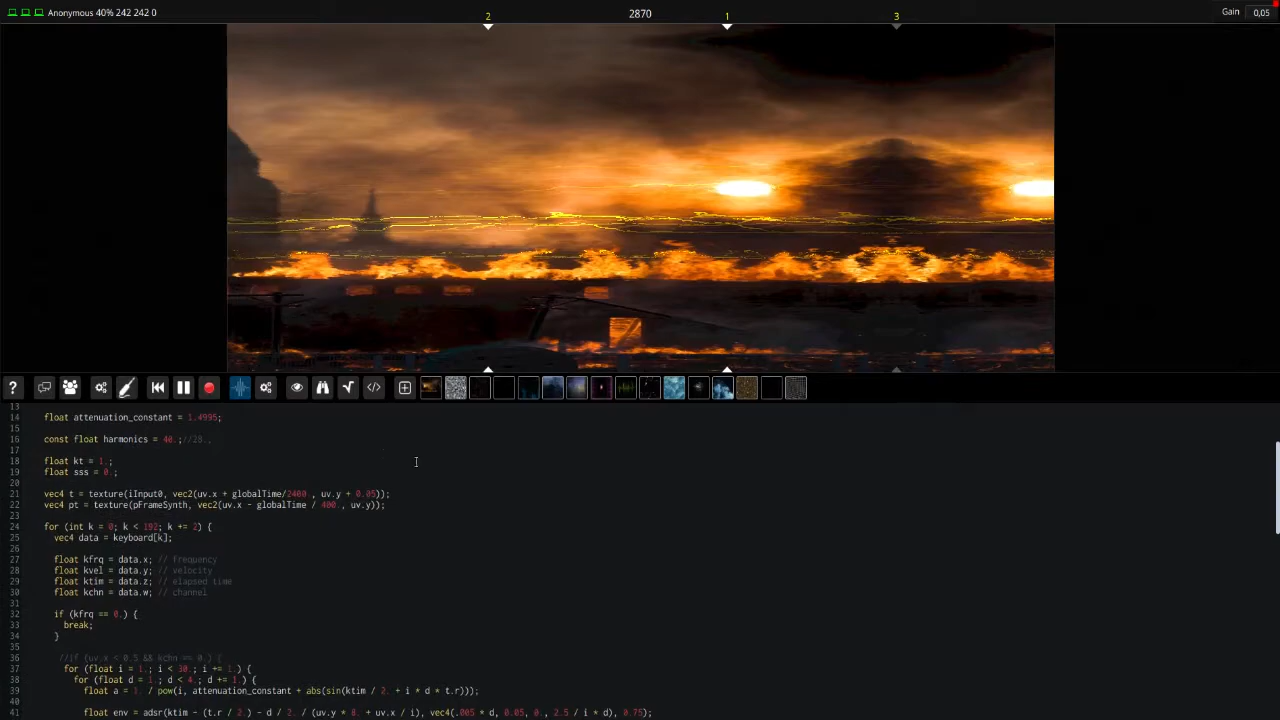 Anonymous 40% 242 242 0
2
2870
1
3
Gain 0,05
13
14 float attenuation_constant = 1.4995;
15
16 const float harmonics = 40.;//28.,
17
18 float kt = 1.;
19 float sss = 0.;
20
21 vec4 t = texture(iInput0, vec2(uv.x + globalTime/2400., uv.y + 0.05));
22 vec4 pt = texture(pFrameSynth, vec2(uv.x - globalTime / 400., uv.y));
23
24 for (int k = 0; k < 192; k += 2) {
25 vec4 data = keyboard[k];
26
27 float kfrq = data.x; // frequency
28 float kvel = data.y; // velocity
29 float ktim = data.z; // elapsed time
30 float kchn = data.w; // channel
31
32 if (kfrq == 0.) {
33 break;
34 }
35
36 //if (uv.x < 0.5 && kchn == 0.) {
37 for (float i = 1.; i < 30.; i += 1.) {
38 for (float d = 1.; d < 4.; d += 1.) {
39 float a = 1. / pow(i, attenuation_constant + abs(sin(ktim / 2. + i * d * t.r)));
40
41 float env = adsr(ktim - (t.r / 2.) - d / 2. / (uv.y * 8. + uv.x / i), vec4(.005 * d, 0.05, 0., 2.5 / i * d), 0.75);